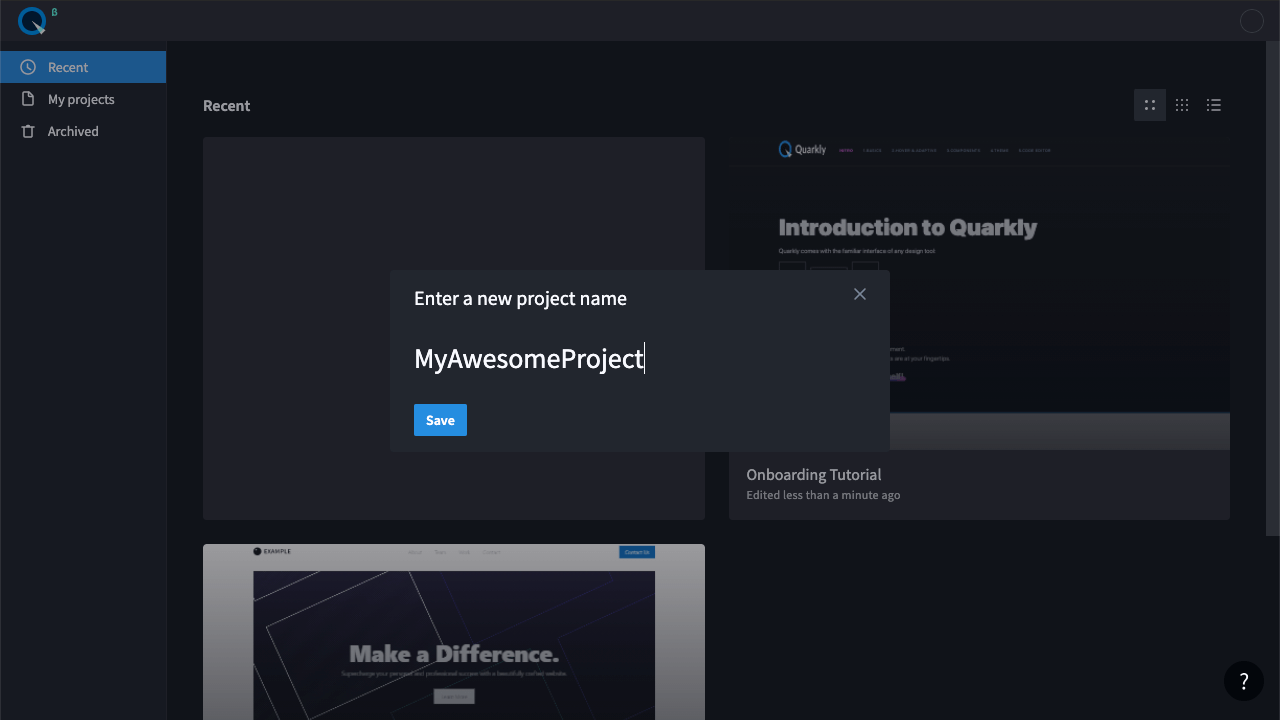 β
Recent
My projects
Archived
Recent
Quarkly
Introduction to Quarkly
Quarkly comes with the familiar interface of any design tool
Enter a new project name
MyAwesomeProject
Save
are all at your fingertips.
Onboarding Tutorial
Edited less than a minute ago
EXAMPLE
About Team Contact
Contact Us
Make a Difference.
Supercharge your personal and professional success with a beautifully crafted website.
?